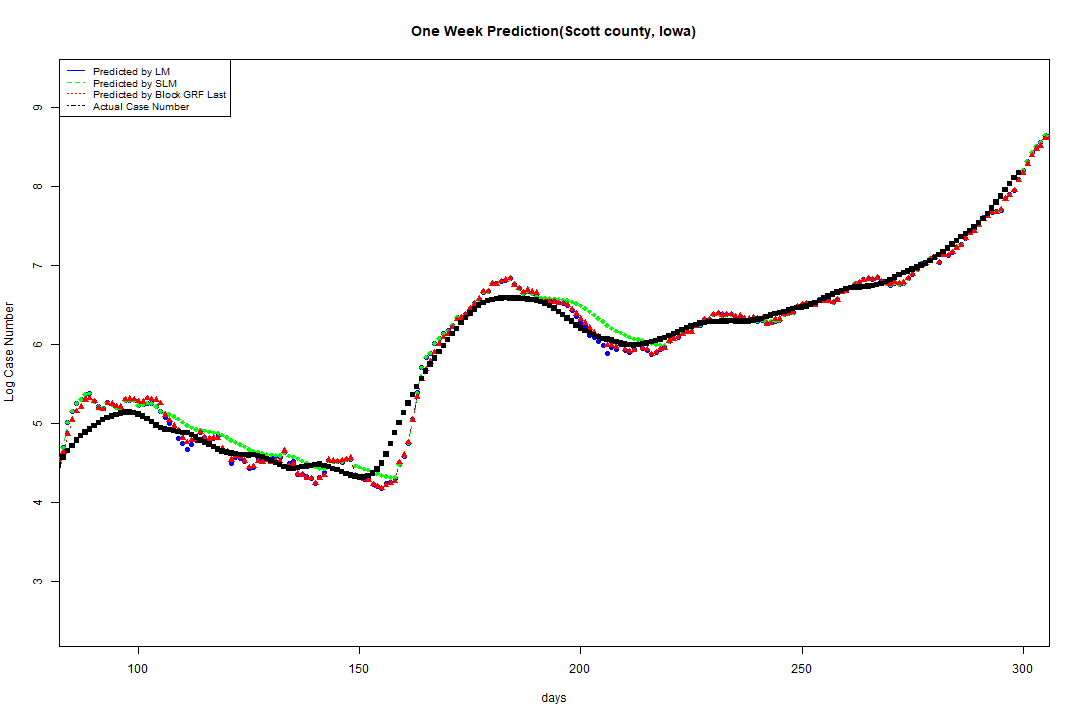 One Week Prediction(Scott county, Iowa)
Predicted by LM
Predicted by SLM
Predicted by Block GRF Last
Actual Case Number
9
8
7
6
5
4
3
Log Case Number
100 150 200 250 300
days